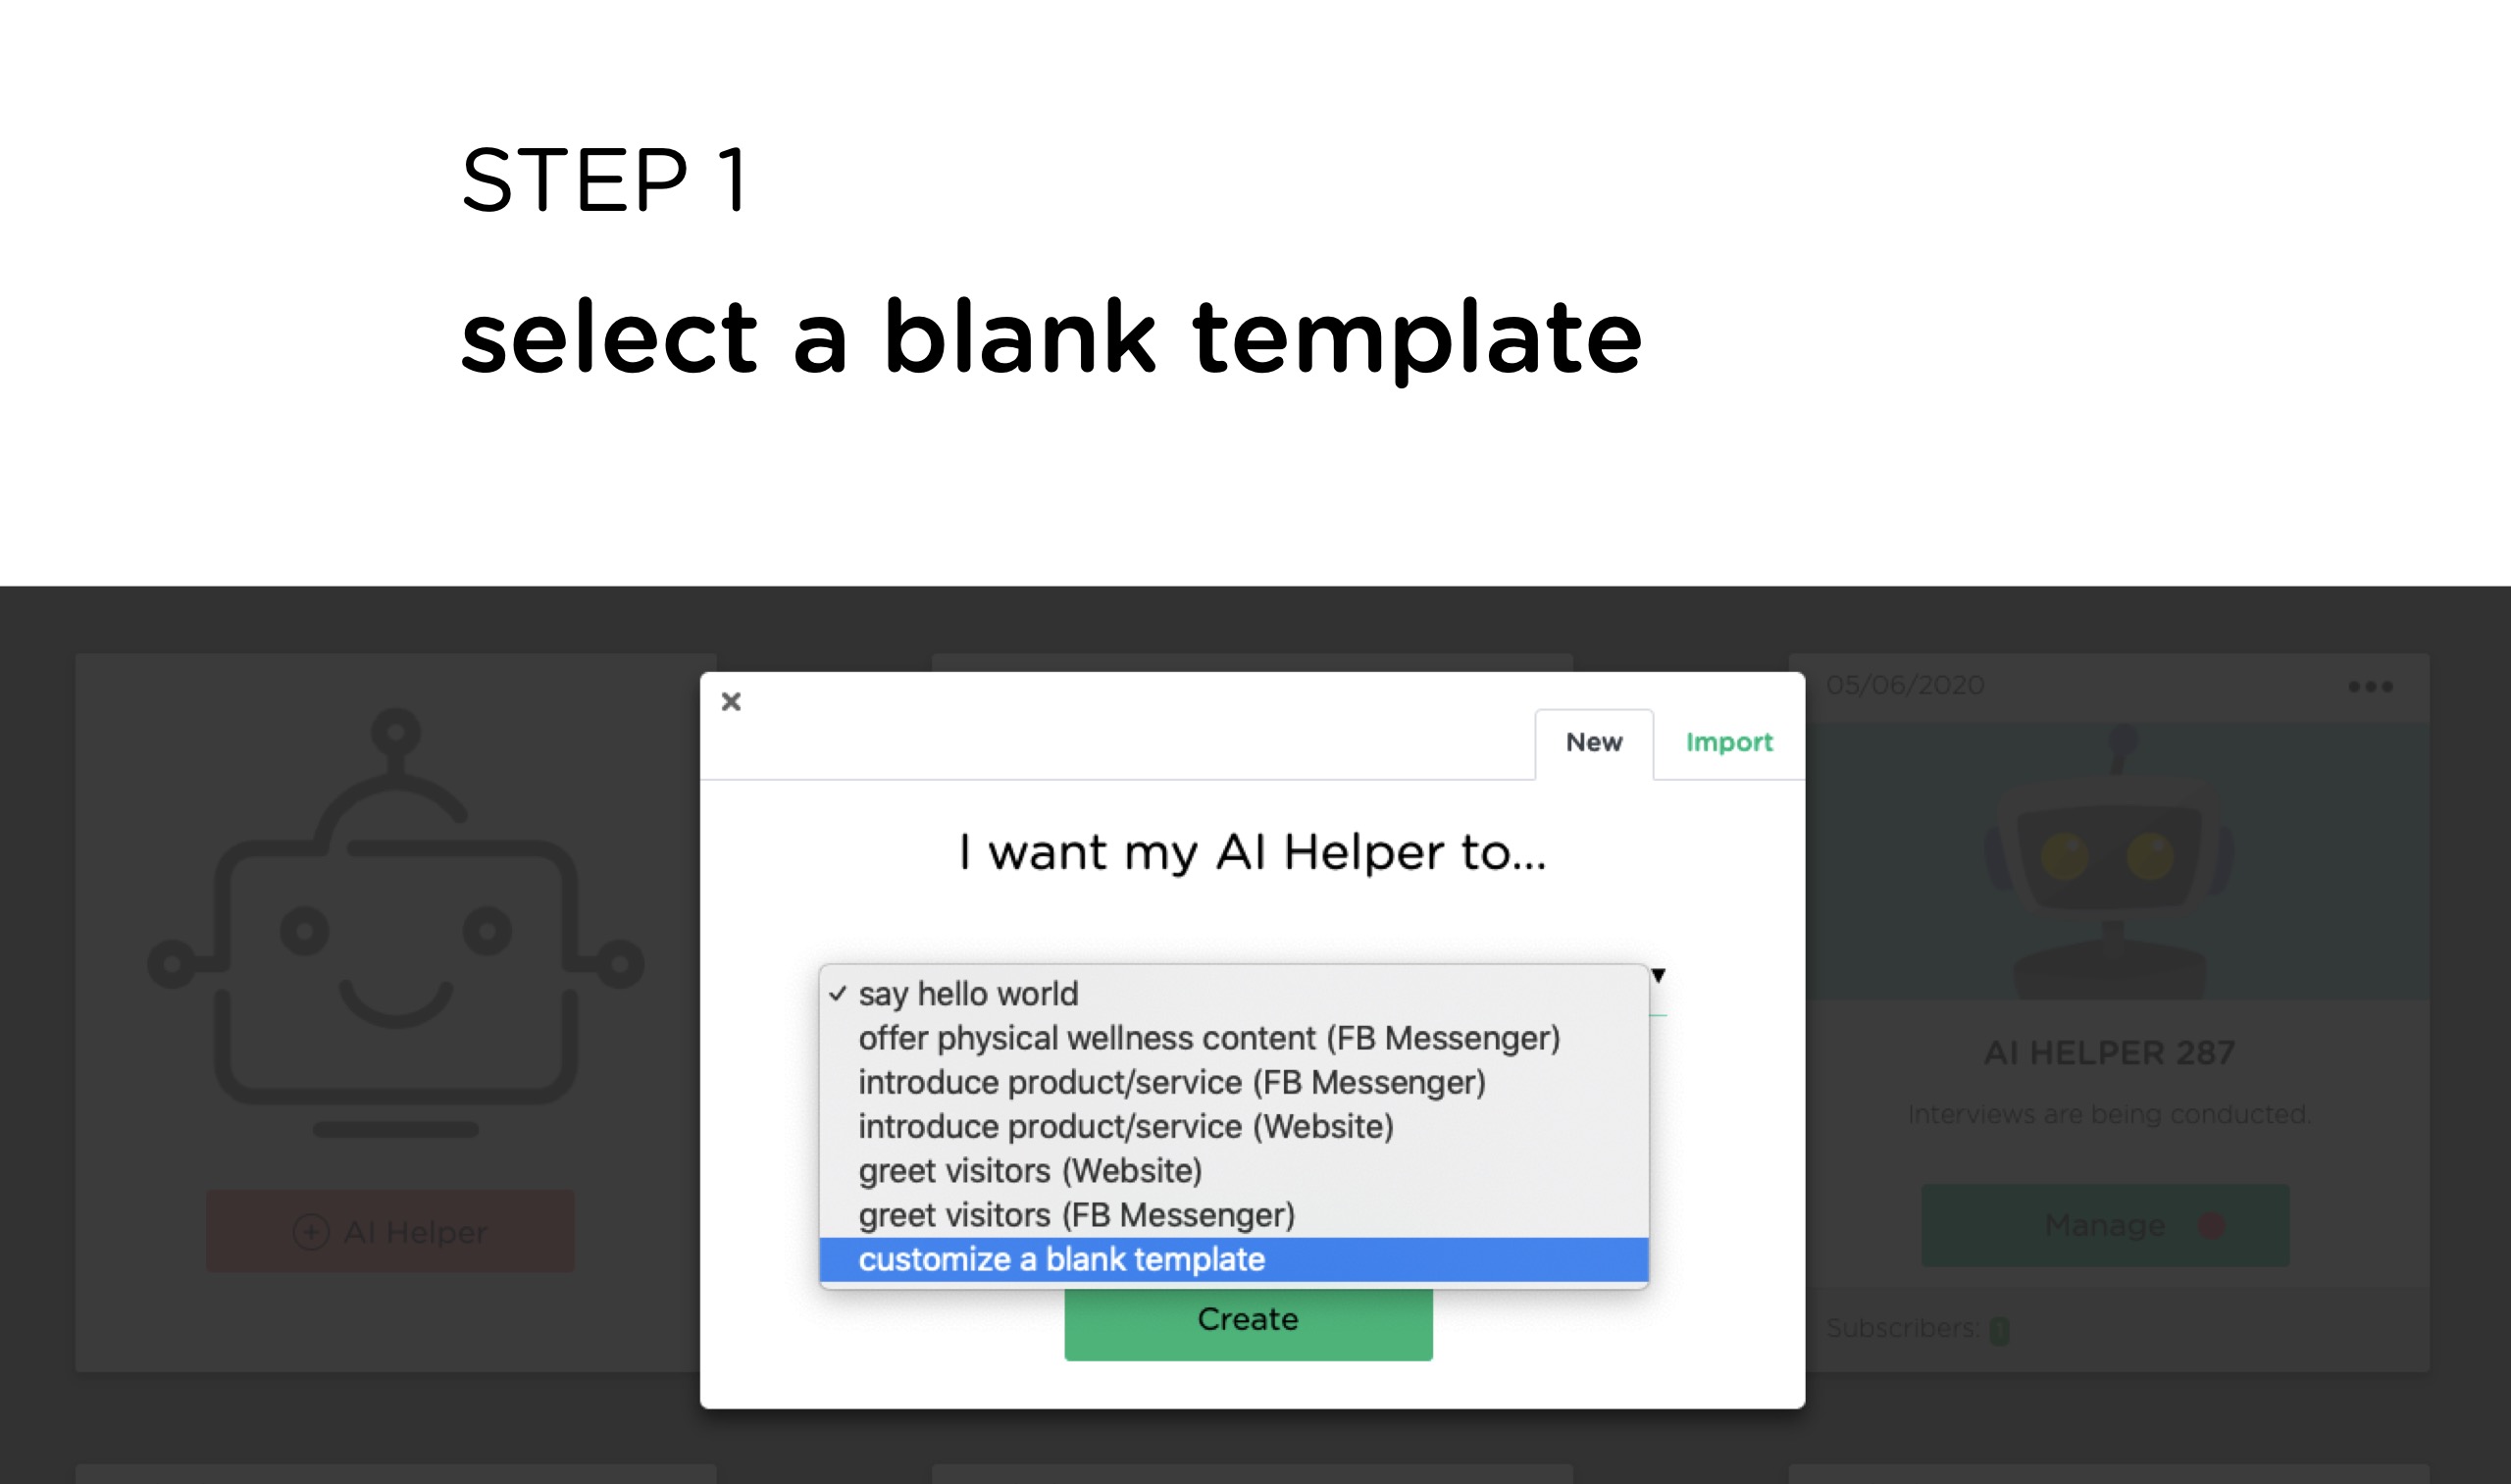 STEP 1
select a blank template
05/06/2020
New
Import
I want my AI Helper to...
say hello world
offer physical wellness content (FB Messenger)
introduce product/service (FB Messenger)
introduce product/service (Website)
greet visitors (Website)
greet visitors (FB Messenger)
customize a blank template
Create
AI Helper
AI HELPER 287
Interviews are being conducted.
Manage
Subscribers: